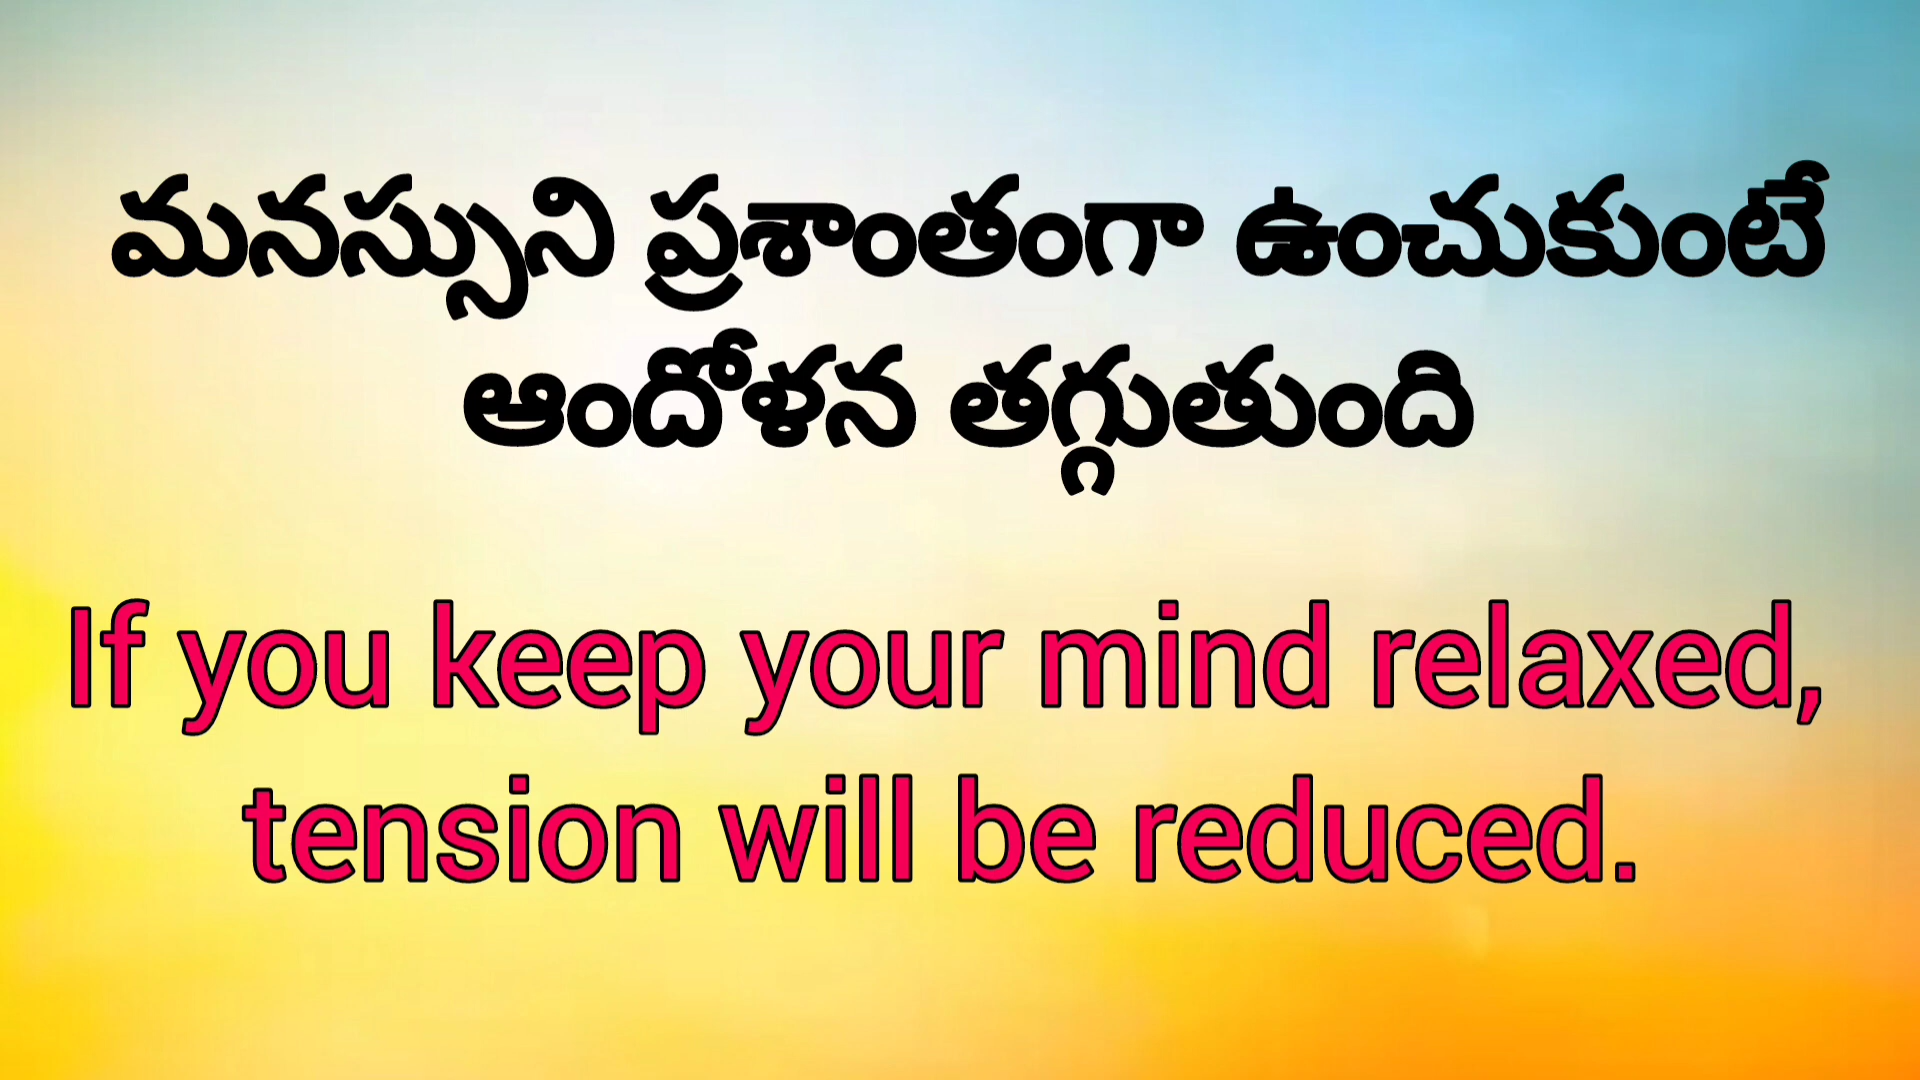 మనస్సుని ప్రశాంతంగా ఉంచుకుంటే
ఆందోళన తగ్గుతుంది
If you keep your mind relaxed,
tension will be reduced.